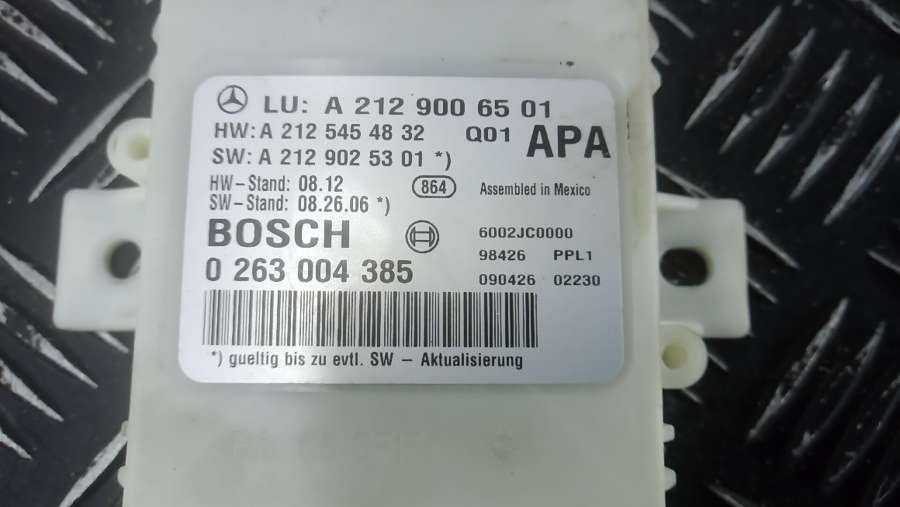 LU: A 212 900 65 01
HW: A 212 545 48 32 Q01 APA
SW: A 212 902 53 01 *)
HW-Stand: 08.12 864 Assembled in Mexico
SW-Stand: 08.26.06 *)
BOSCH 6002JC0000
98426 PPL1
0 263 004 385 090426 02230
*) gueltig bis zu evtl. SW - Aktualisierung